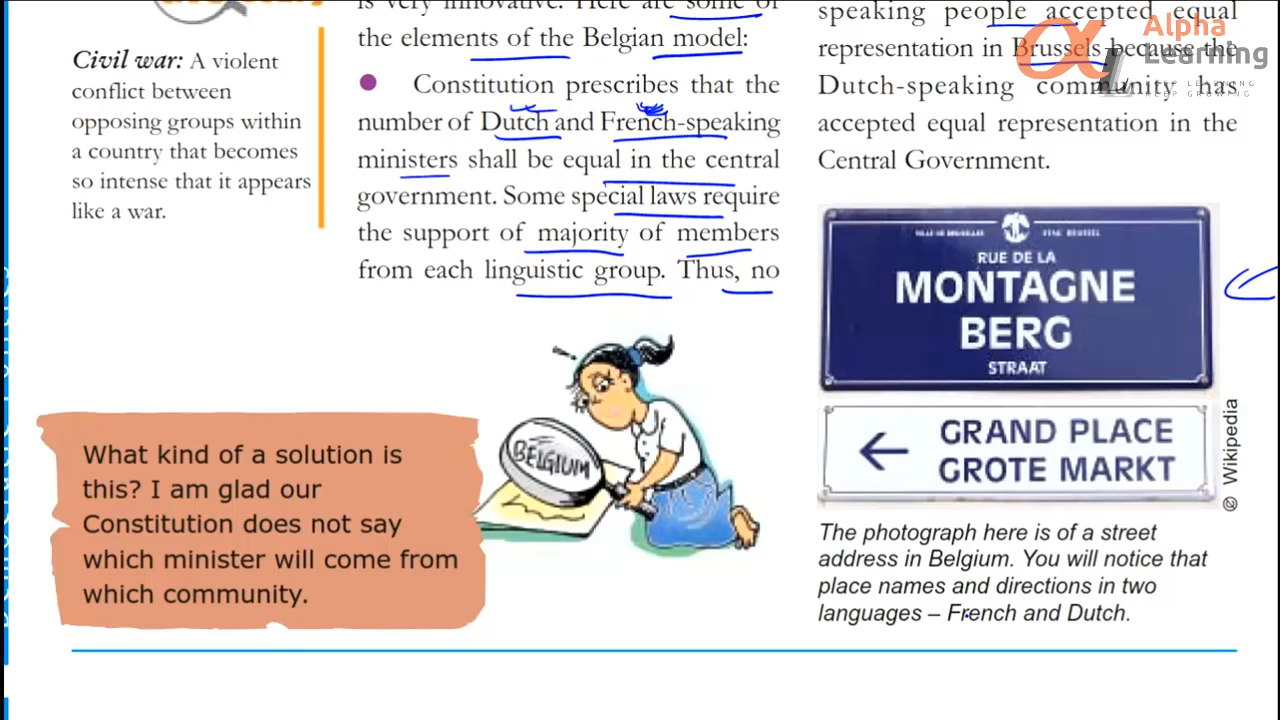 Civil war: A violent
conflict between
opposing groups within
a country that becomes
so intense that it appears
like a war.
is very innovative. Here are some of
the elements of the Belgian model:
Constitution prescribes that the
number of Dutch and French-speaking
ministers shall be equal in the central
government. Some special laws require
the support of majority of members
from each linguistic group. Thus, no
BELGIUM
What kind of a solution is
this? I am glad our
Constitution does not say
which minister will come from
which community.
speaking people accepted equal
representation in Brussels because the
Dutch-speaking community has
accepted equal representation in the
Central Government.
Alpha
Learning
RUE DE LA
MONTAGNE
BERG
STRAAT
← GRAND PLACE
GROTE MARKT
© Wikipedia
The photograph here is of a street
address in Belgium. You will notice that
place names and directions in two
languages – French and Dutch.